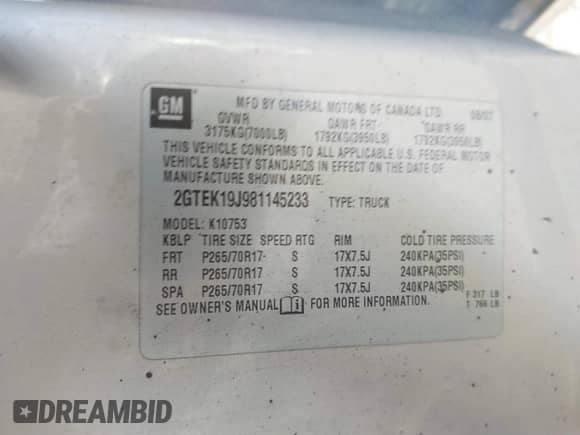 GM
MFD BY GENERAL MOTORS OF CANADA LTD 08/07
GVWR GAWR FRT GAWR RR
3175KG(7000LB) 1792KG(3950LB) 1792KG(3950LB)
THIS VEHICLE CONFORMS TO ALL APPLICABLE U.S. FEDERAL MOTOR
VEHICLE SAFETY STANDARDS IN EFFECT ON THE DATE OF
MANUFACTURE SHOWN ABOVE.
2GTEK19J981145233 TYPE: TRUCK
MODEL: K10753
KBLP TIRE SIZE SPEED RTG RIM COLD TIRE PRESSURE
FRT P265/70R17 S 17X7.5J 240KPA(35PSI)
RR P265/70R17 S 17X7.5J 240KPA(35PSI)
SPA P265/70R17 S 17X7.5J 240KPA(35PSI)
SEE OWNER'S MANUAL FOR MORE INFORMATION.
F 317 LB
T 766 LB
DREAMBID